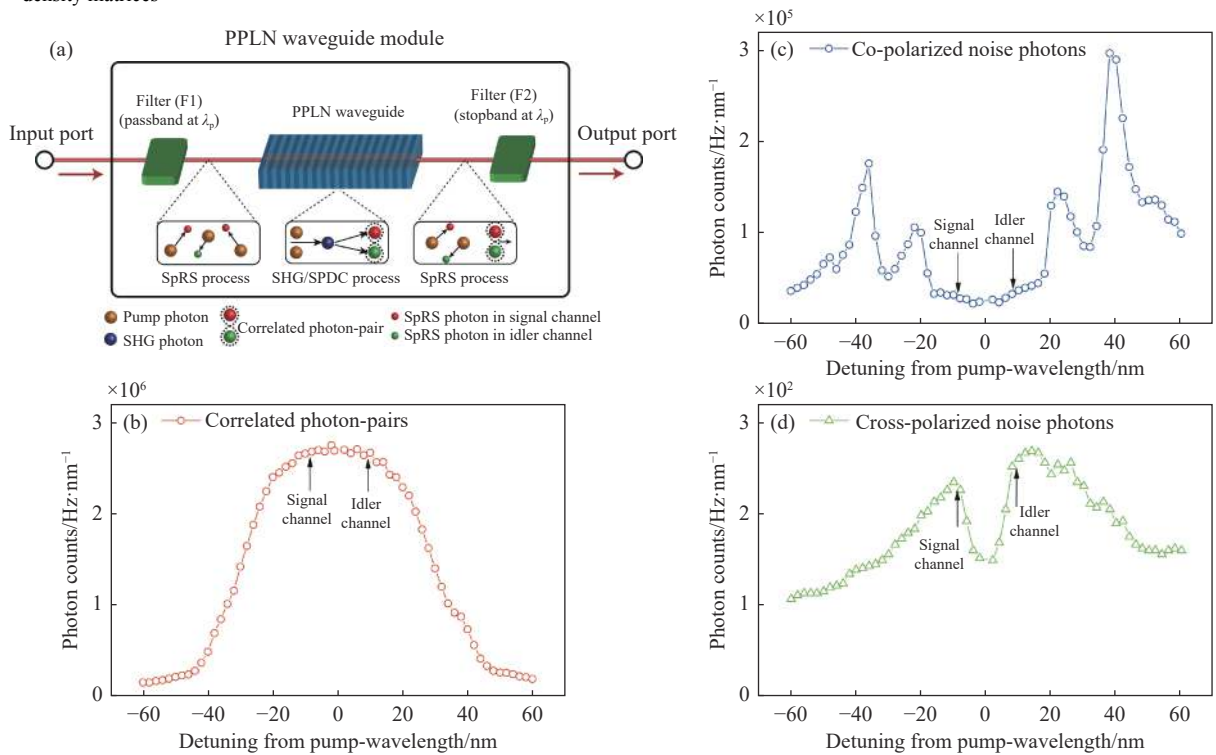 density matrices
(a)
PPLN waveguide module
Filter (F1)
(passband at λp)
PPLN waveguide
Filter (F2)
(stopband at λp)
Input port
Output port
SpRS process
SHG/SPDC process
SpRS process
Pump photon
SHG photon
Correlated photon-pair
SpRS photon in signal channel
SpRS photon in idler channel
×10⁶
(b)
Correlated photon-pairs
Signal
channel
Idler
channel
3
2
1
0
Photon counts/Hz·nm⁻¹
−60 −40 −20 0 20 40 60
Detuning from pump-wavelength/nm
×10⁵
(c)
Co-polarized noise photons
Signal
channel
Idler
channel
3
2
1
0
Photon counts/Hz·nm⁻¹
−60 −40 −20 0 20 40 60
Detuning from pump-wavelength/nm
×10²
(d)
Cross-polarized noise photons
Signal
channel
Idler
channel
3
2
1
0
Photon counts/Hz·nm⁻¹
−60 −40 −20 0 20 40 60
Detuning from pump-wavelength/nm